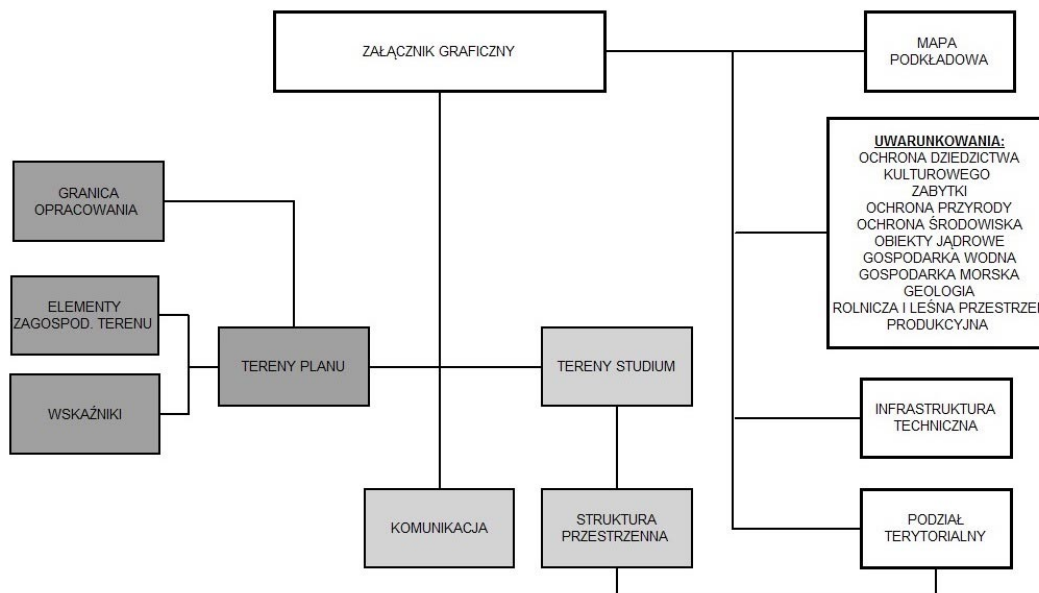 ZAŁĄCZNIK GRAFICZNY
MAPA
PODKŁADOWA
UWARUNKOWANIA:
OCHRONA DZIEDZICTWA
KULTUROWEGO
ZABYTKI
OCHRONA PRZYRODY
OCHRONA ŚRODOWISKA
OBIEKTY JĄDROWE
GOSPODARKA WODNA
GOSPODARKA MORSKA
GEOLOGIA
ROLNICZA I LEŚNA
PRODUKCYJNA
GRANICA
OPRACOWANIA
ELEMENTY
ZAGOSPOD. TERENU
WSKAŹNIKI
TERENY PLANU
TERENY STUDIUM
INFRASTRUKTURA
TECHNICZNA
KOMUNIKACJA
STRUKTURA
PRZESTRZENNA
PODZIAŁ
TERYTORIALNY